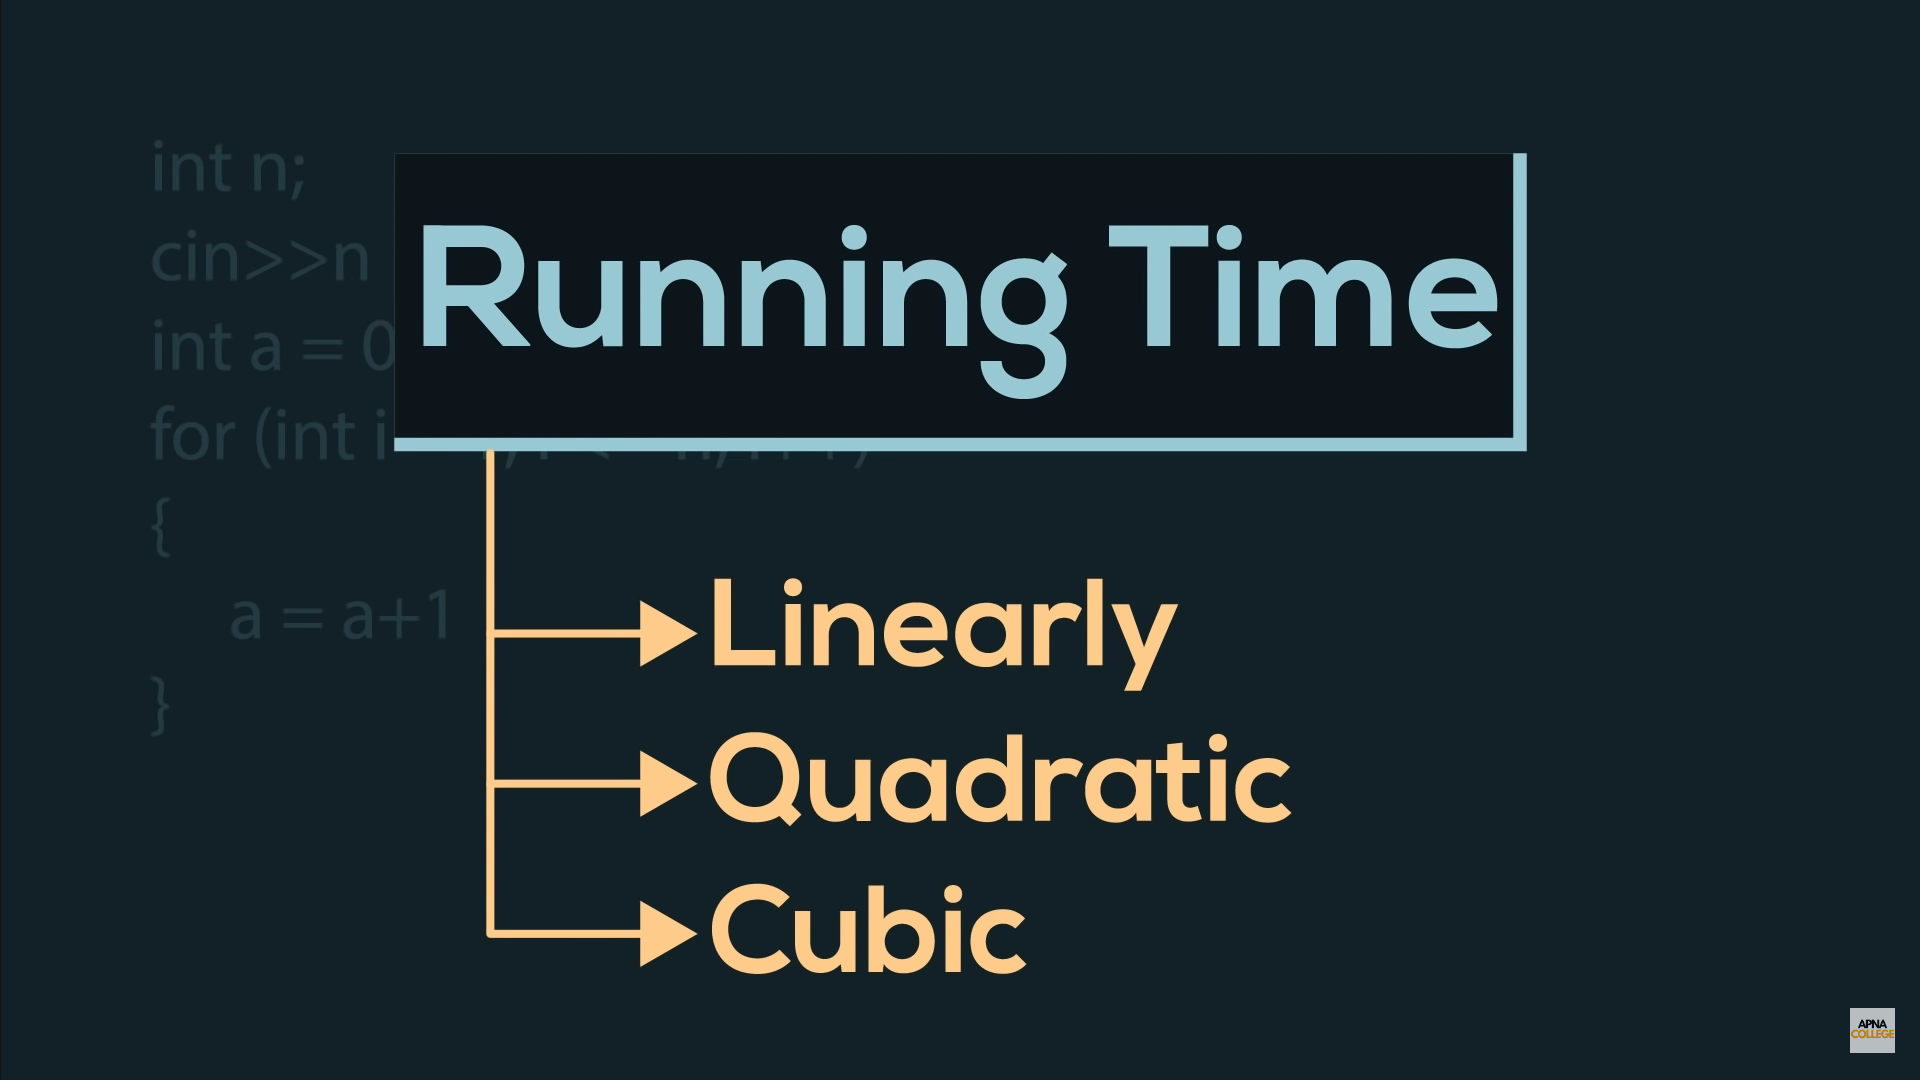 int n;
cin>>n
int a = 0
for (int i
{
a = a+1
}
Running Time
Linearly
Quadratic
Cubic
APNA
COLLEGE